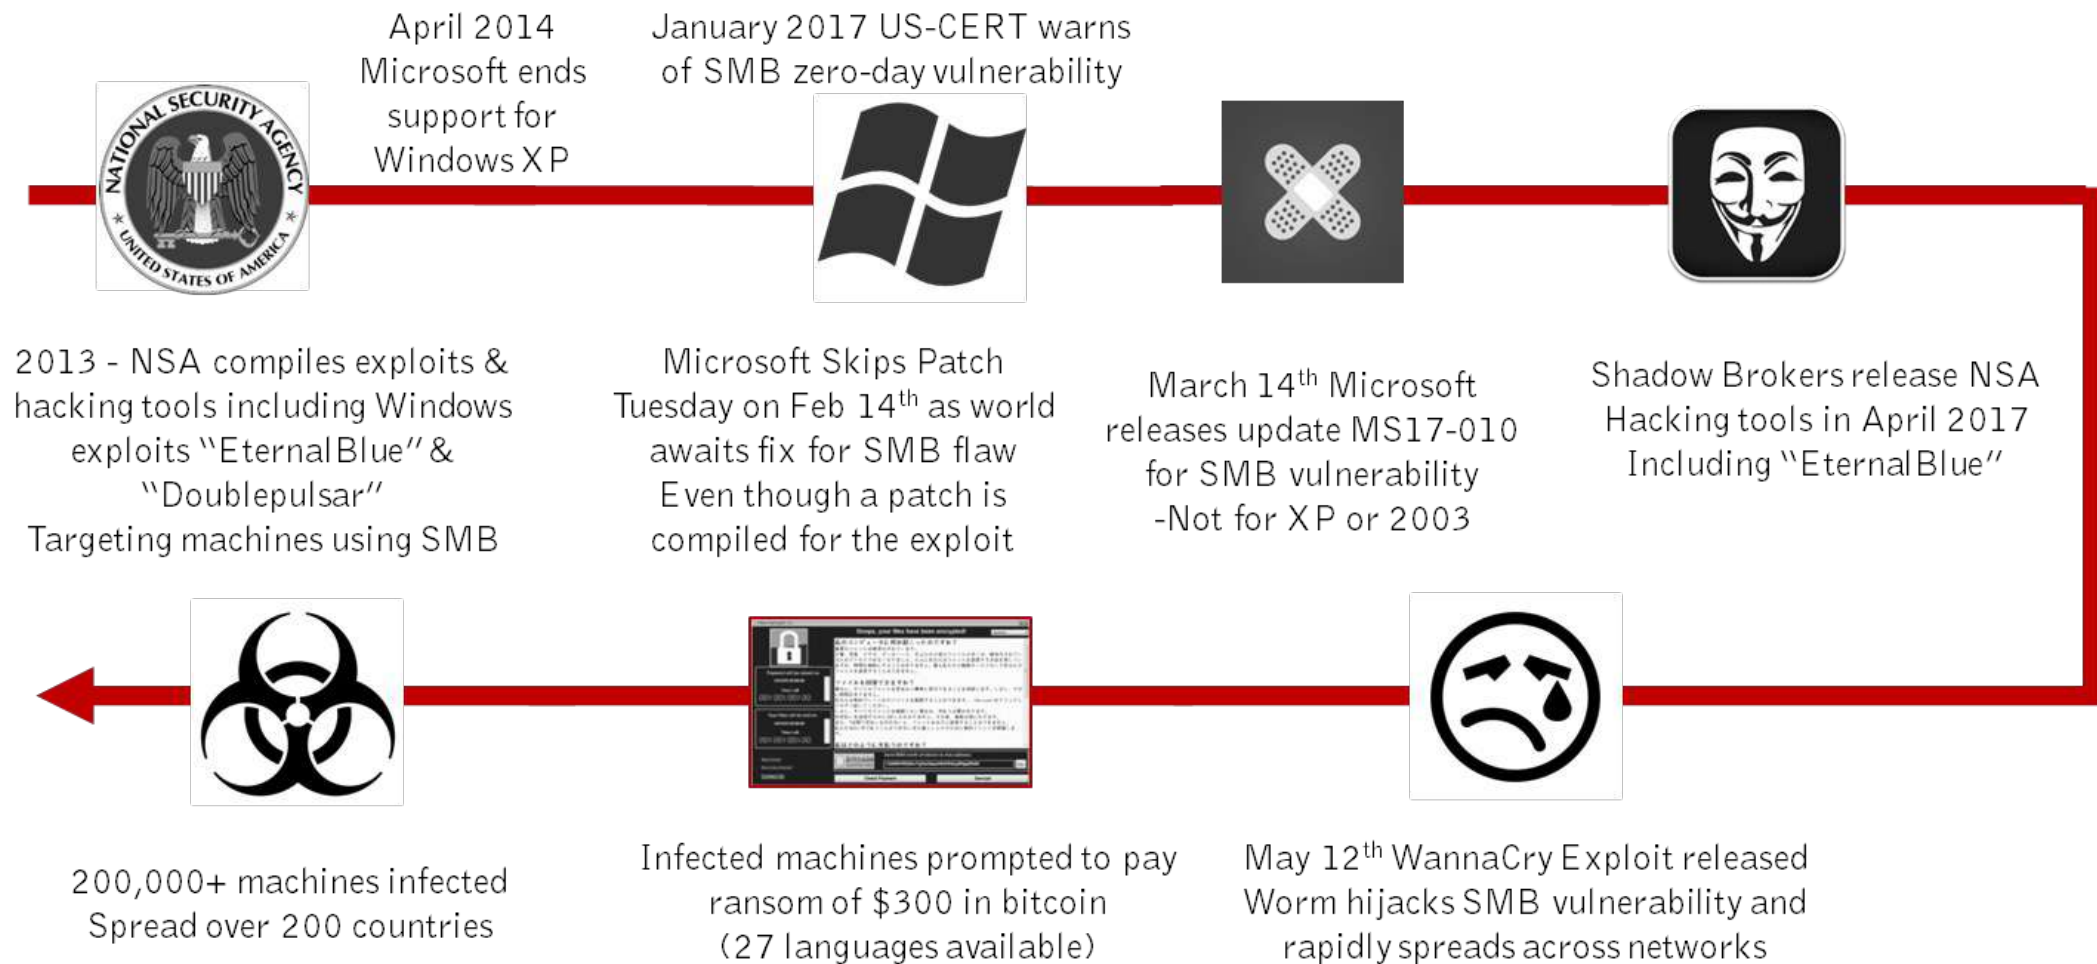 April 2014
Microsoft ends
support for
Windows XP
January 2017 US-CERT warns
of SMB zero-day vulnerability
NATIONAL SECURITY AGENCY
UNITED STATES OF AMERICA
2013 - NSA compiles exploits &
hacking tools including Windows
exploits “EternalBlue” &
“Doublepulsar”
Targeting machines using SMB
Microsoft Skips Patch
Tuesday on Feb 14th as world
awaits fix for SMB flaw
Even though a patch is
compiled for the exploit
March 14th Microsoft
releases update MS17-010
for SMB vulnerability
-Not for XP or 2003
Shadow Brokers release NSA
Hacking tools in April 2017
Including “EternalBlue”
Ooops, your files have been encrypted!
May 12th WannaCry Exploit released
Worm hijacks SMB vulnerability and
rapidly spreads across networks
Infected machines prompted to pay
ransom of $300 in bitcoin
(27 languages available)
200,000+ machines infected
Spread over 200 countries